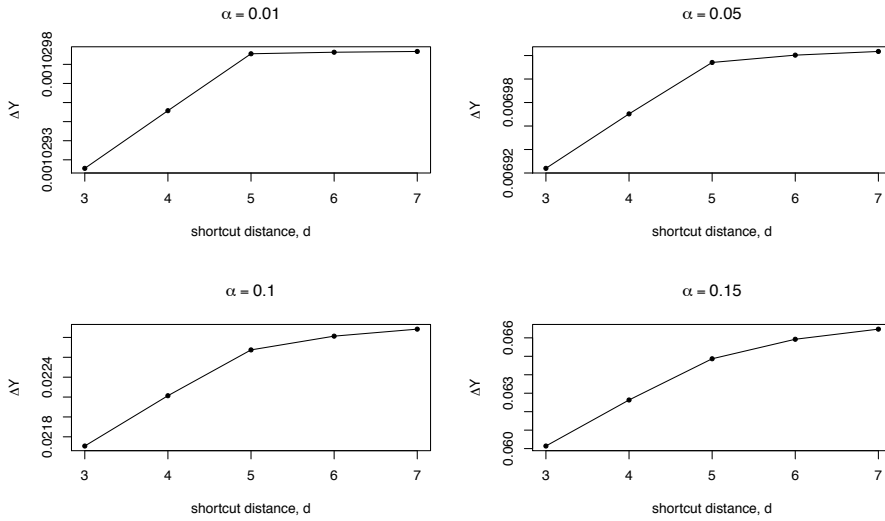 α = 0.01
ΔY
0.0010298
0.0010293
3 4 5 6 7
shortcut distance, d
α = 0.05
ΔY
0.00698
0.00692
3 4 5 6 7
shortcut distance, d
α = 0.1
ΔY
0.0224
0.0218
3 4 5 6 7
shortcut distance, d
α = 0.15
ΔY
0.066
0.063
0.060
3 4 5 6 7
shortcut distance, d